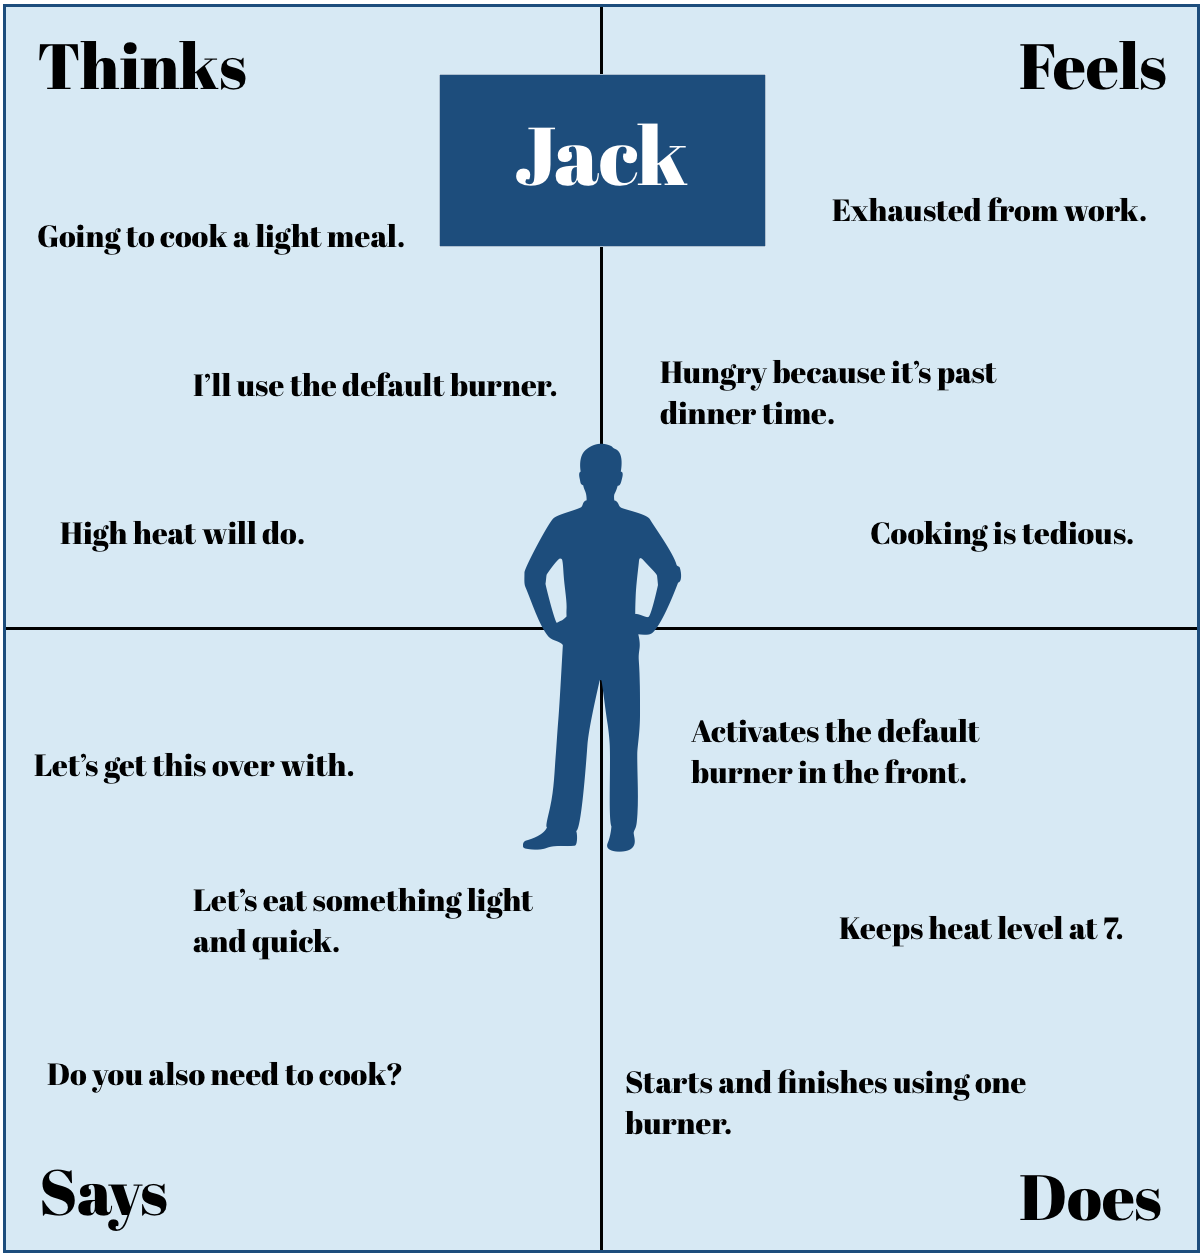 Thinks
Feels
Jack
Going to cook a light meal.
Exhausted from work.
I’ll use the default burner.
Hungry because it’s past
dinner time.
High heat will do.
Cooking is tedious.
Let’s get this over with.
Activates the default
burner in the front.
Let’s eat something light
and quick.
Keeps heat level at 7.
Do you also need to cook?
Starts and finishes using one
burner.
Says
Does